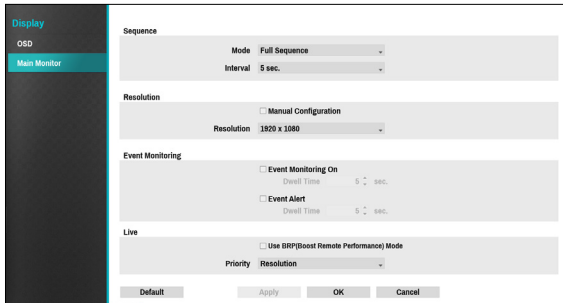 Display
OSD
Main Monitor
Sequence
Mode Full Sequence
Interval 5 sec.
Resolution
Manual Configuration
Resolution 1920 x 1080
Event Monitoring
Event Monitoring On
Dwell Time 5 sec.
Event Alert
Dwell Time 5 sec.
Live
Use BRP(Boost Remote Performance) Mode
Priority Resolution
Default Apply OK Cancel